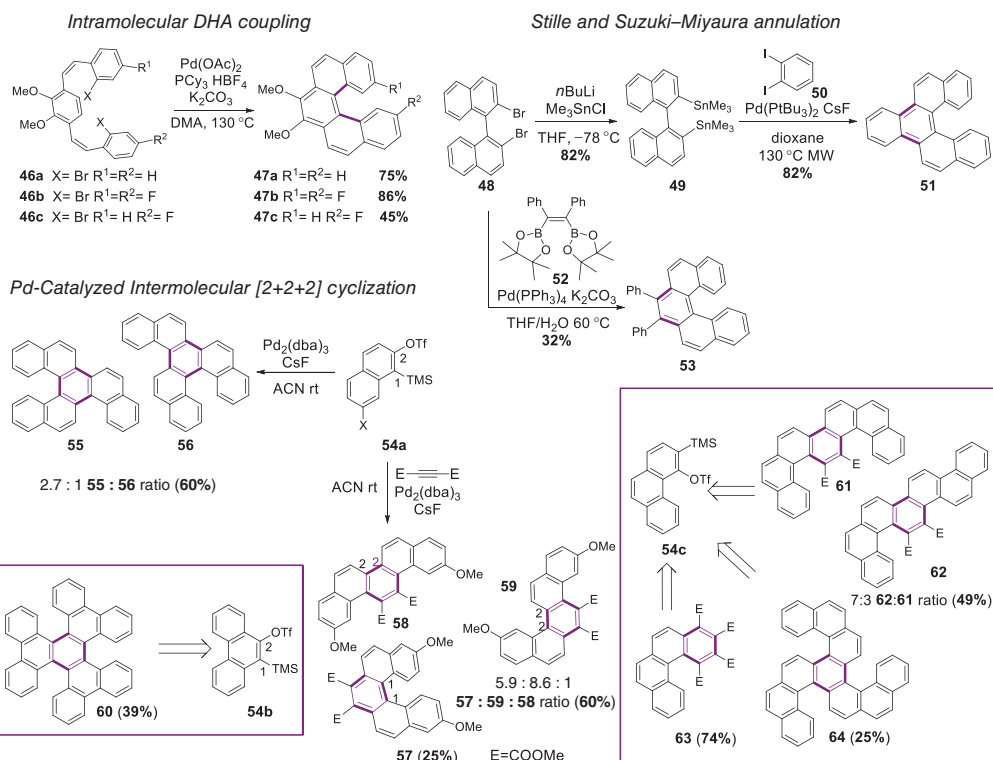 Intramolecular DHA coupling
MeO
MeO
X
X
R1
R2
Pd(OAc)2
PCy3 HBF4
K2CO3
DMA, 130 °C
MeO
MeO
R1
R2
46a X= Br R1=R2= H
46b X= Br R1=R2= F
46c X= Br R1= H R2= F
47a R1=R2= H 75%
47b R1=R2= F 86%
47c R1= H R2= F 45%
Stille and Suzuki–Miyaura annulation
Br
Br
48
nBuLi
Me3SnCl
THF, –78 °C
82%
SnMe3
SnMe3
49
I
I
50
Pd(PtBu3)2 CsF
dioxane
130 °C MW
82%
51
Ph
Ph
B
B
O
O
O
O
52
Pd(PPh3)4 K2CO3
THF/H2O 60 °C
32%
Ph
Ph
53
Pd-Catalyzed Intermolecular [2+2+2] cyclization
55
56
Pd2(dba)3
CsF
ACN rt
OTf
2
1
TMS
X
54a
2.7 : 1 55 : 56 ratio (60%)
ACN rt
E
E
Pd2(dba)3
CsF
2
2
OMe
E
E
OMe
58
59
OMe
2
2
E
E
MeO
5.9 : 8.6 : 1
57 : 59 : 58 ratio (60%)
OMe
1
1
E
E
OMe
57 (25%)
E=COOMe
60 (39%)
OTf
2
1
TMS
54b
TMS
OTf
54c
E
E
61
E
E
62
7:3 62:61 ratio (49%)
E
E
E
E
63 (74%)
64 (25%)